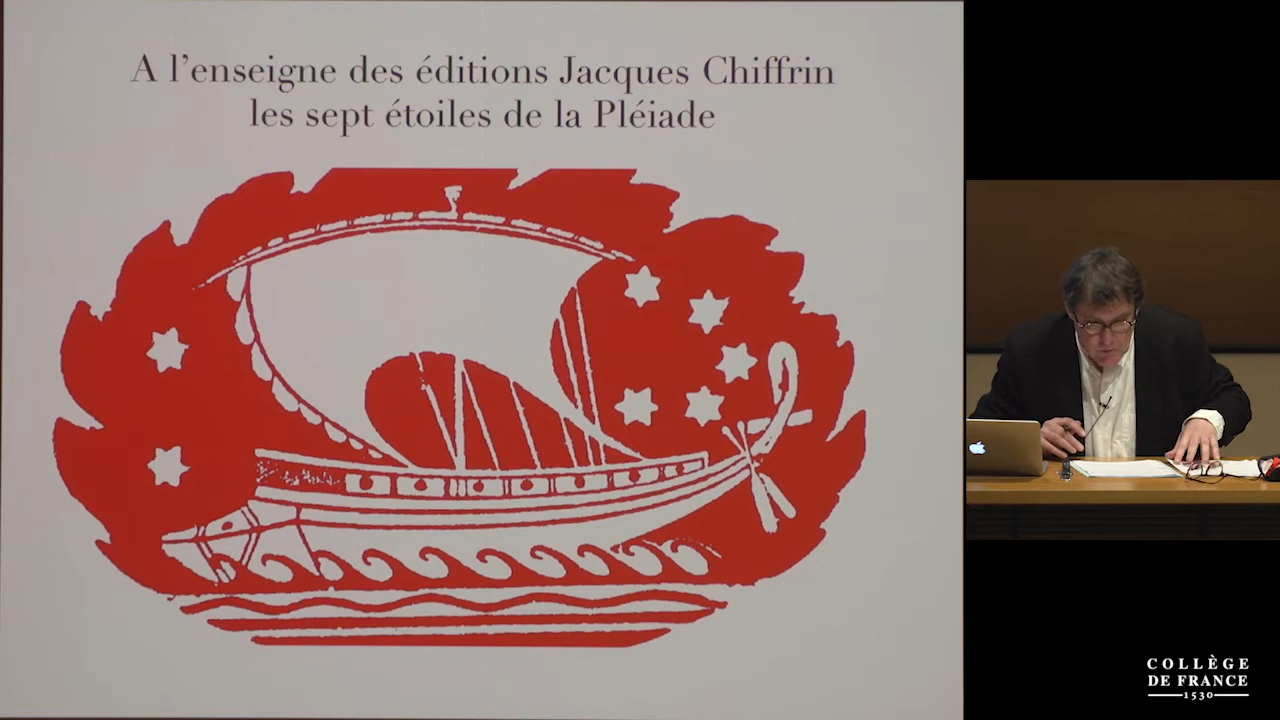 A l'enseigne des éditions Jacques Chiffrin
les sept étoiles de la Pléiade
COLLÈGE
DE FRANCE
1530